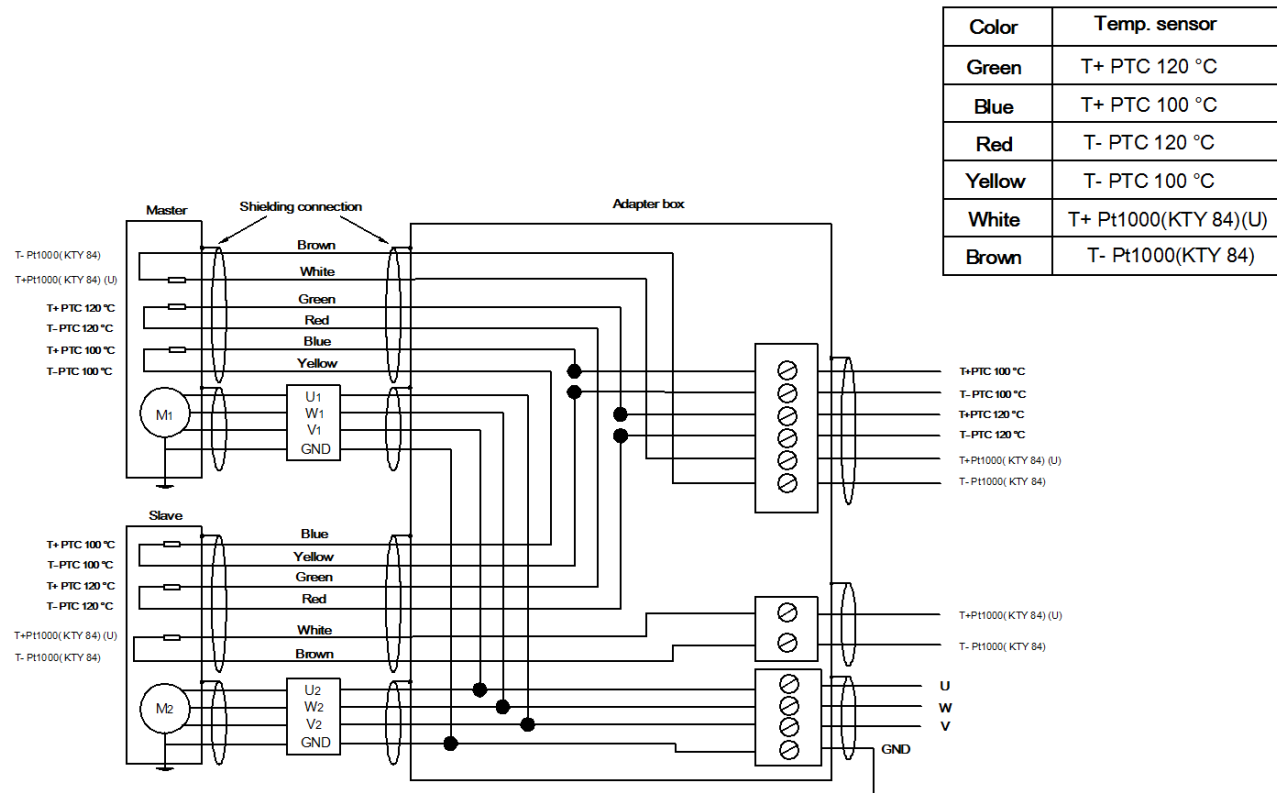 Color Temp. sensor
Green T+ PTC 120 °C
Blue T+ PTC 100 °C
Red T- PTC 120 °C
Yellow T- PTC 100 °C
White T+ Pt1000(KTY 84)(U)
Brown T- Pt1000(KTY 84)
Master
Shielding connection
Adapter box
T- Pt1000(KTY 84)
Brown
T+Pt1000( KTY 84) (U)
White
T+ PTC 120 °C
Green
T- PTC 120 °C
Red
T+ PTC 100 °C
Blue
T- PTC 100 °C
Yellow
M1
U1
W1
V1
GND
T+PTC 100 °C
T- PTC 100 °C
T+PTC 120 °C
T- PTC 120 °C
T+Pt1000( KTY 84) (U)
T- Pt1000( KTY 84)
Slave
T+ PTC 100 °C
Blue
T- PTC 100 °C
Yellow
T+ PTC 120 °C
Green
T- PTC 120 °C
Red
T+Pt1000( KTY 84) (U)
White
T- Pt1000( KTY 84)
Brown
T+Pt1000( KTY 84) (U)
T- Pt1000( KTY 84)
M2
U2
W2
V2
GND
U
W
V
GND